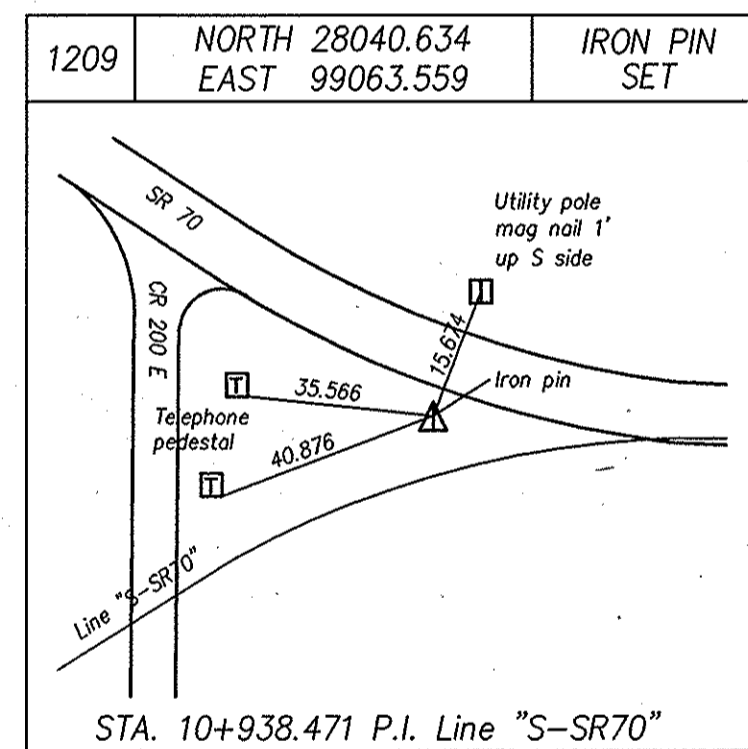 1209
NORTH 28040.634
EAST 99063.559
IRON PIN
SET
SR 70
Utility pole
mag nail 1'
up S side
CR 200 E
15.674
Iron pin
T
35.566
Telephone
pedestal
40.876
T
Line "S-SR70"
STA. 10+938.471 P.I. Line "S-SR70"